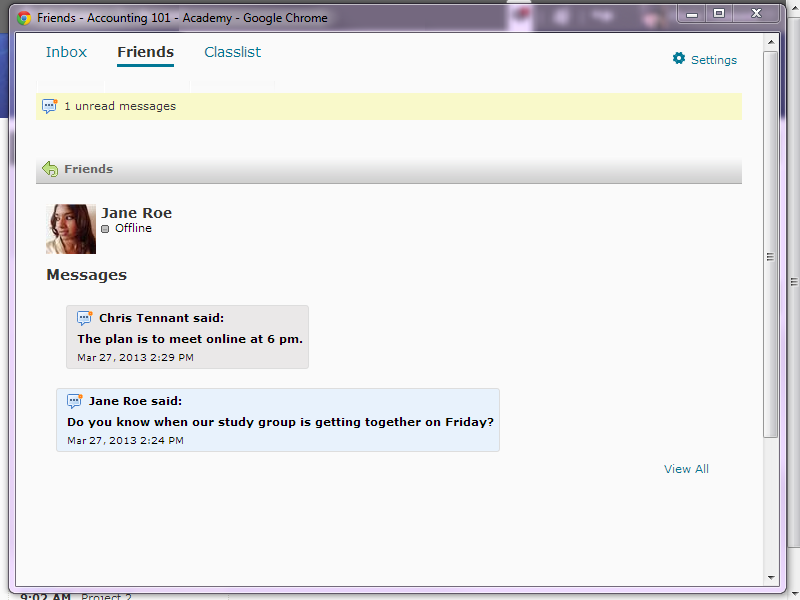 Friends - Accounting 101 - Academy - Google Chrome
Inbox Friends Classlist
Settings
1 unread messages
Friends
Jane Roe
Offline
Messages
Chris Tennant said:
The plan is to meet online at 6 pm.
Mar 27, 2013 2:29 PM
Jane Roe said:
Do you know when our study group is getting together on Friday?
Mar 27, 2013 2:24 PM
View All
9:02 AM Project 2